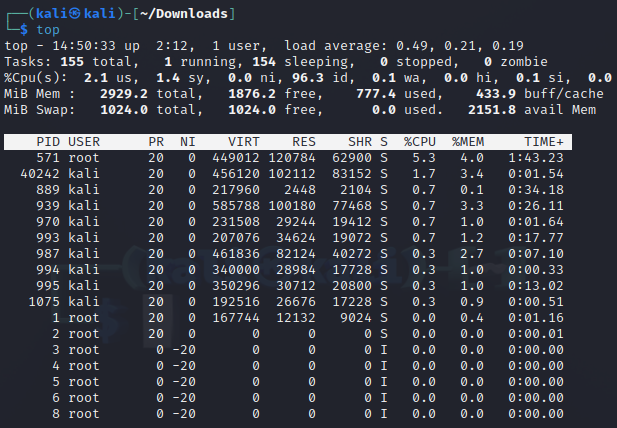 ┌──(kali㉿kali)-[~/Downloads]
└─$ top
top - 14:50:33 up  2:12,  1 user,  load average: 0.49, 0.21, 0.19
Tasks: 155 total,   1 running, 154 sleeping,   0 stopped,   0 zombie
%Cpu(s):  2.1 us,  1.4 sy,  0.0 ni, 96.3 id,  0.1 wa,  0.0 hi,  0.1 si,  0.0
MiB Mem :   2929.2 total,   1876.2 free,    777.4 used,    433.9 buff/cache
MiB Swap:   1024.0 total,   1024.0 free,      0.0 used.   2151.8 avail Mem
PID USER      PR  NI    VIRT    RES    SHR S  %CPU  %MEM     TIME+
571 root      20   0  449012 120784  62900 S   5.3   4.0   1:43.23
40242 kali      20   0  456120 102112  83152 S   1.7   3.4   0:01.54
889 kali      20   0  217960   2448   2104 S   0.7   0.1   0:34.18
939 kali      20   0  585788 100180  77468 S   0.7   3.3   0:26.11
970 kali      20   0  231508  29244  19412 S   0.7   1.0   0:01.64
993 kali      20   0  207076  34624  19072 S   0.7   1.2   0:17.77
987 kali      20   0  461836  82124  40272 S   0.3   2.7   0:07.10
994 kali      20   0  340000  28984  17728 S   0.3   1.0   0:00.33
995 kali      20   0  350296  30712  20800 S   0.3   1.0   0:13.02
1075 kali      20   0  192516  26676  17228 S   0.3   0.9   0:00.51
1 root      20   0  167744  12132   9024 S   0.0   0.4   0:01.16
2 root      20   0       0      0      0 S   0.0   0.0   0:00.01
3 root       0 -20       0      0      0 I   0.0   0.0   0:00.00
4 root       0 -20       0      0      0 I   0.0   0.0   0:00.00
5 root       0 -20       0      0      0 I   0.0   0.0   0:00.00
6 root       0 -20       0      0      0 I   0.0   0.0   0:00.00
8 root       0 -20       0      0      0 I   0.0   0.0   0:00.00